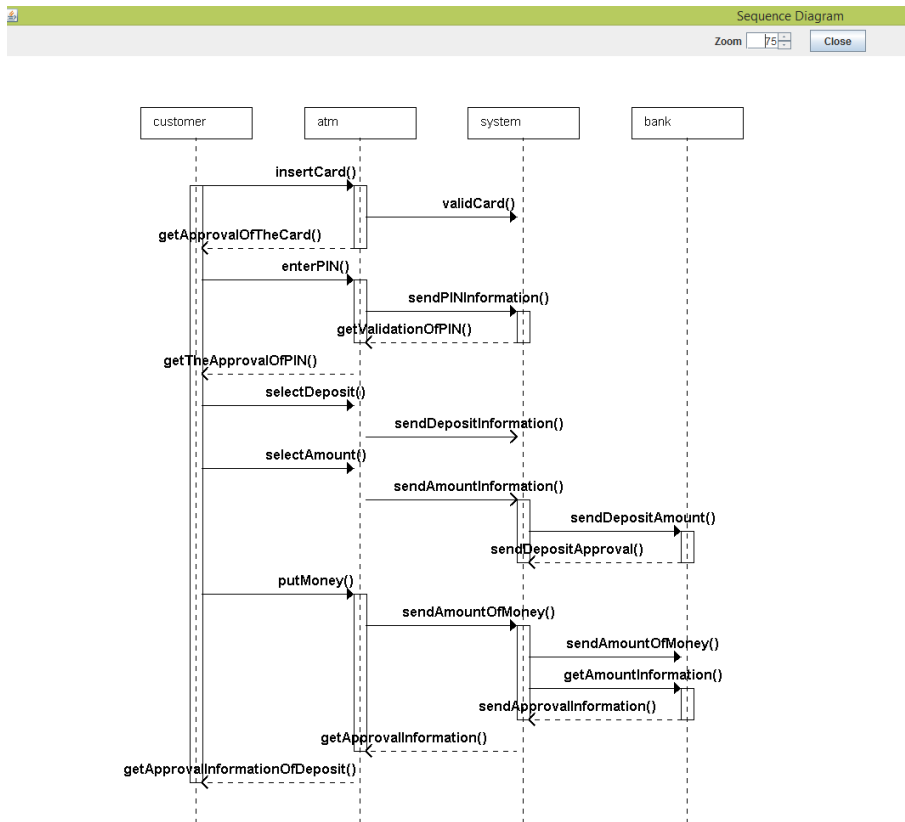 Sequence Diagram
Zoom 75 Close
customer atm system bank
insertCard()
validCard()
getApprovalOfTheCard()
enterPIN()
sendPINInformation()
getValidationOfPIN()
getTheApprovalOfPIN()
selectDeposit()
sendDepositInformation()
selectAmount()
sendAmountInformation()
sendDepositAmount()
sendDepositApproval()
putMoney()
sendAmountOfMoney()
sendAmountOfMoney()
getAmountInformation()
sendApprovalInformation()
getApprovalInformation()
getApprovalInformationOfDeposit()